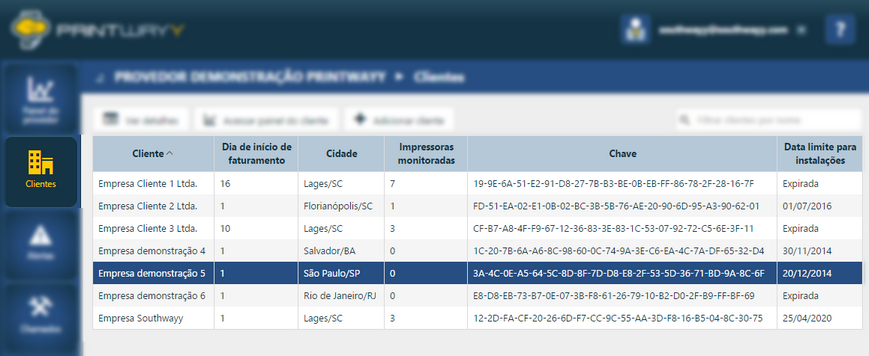 PRINTWAYY
southwayy@southwayy.com
?
PROVEDOR DEMONSTRAÇÃO PRINTWAYY ▸ Clientes
Painel do
provedor
Ver detalhes
Acessar painel do cliente
Adicionar cliente
Filtrar clientes por nome
Clientes
Alertas
Chamados
Cliente
Dia de início de
faturamento
Cidade
Impressoras
monitoradas
Chave
Data limite para
instalações
Empresa Cliente 1 Ltda. 16 Lages/SC 7 19-9E-6A-51-E2-91-D8-27-7B-B3-BE-0B-EB-FF-86-78-2F-28-16-7F Expirada
Empresa Cliente 2 Ltda. 1 Florianópolis/SC 1 FD-51-EA-02-E1-0B-02-BC-3B-5B-76-AE-20-90-6D-95-A3-90-62-01 01/07/2016
Empresa Cliente 3 Ltda. 10 Lages/SC 3 CF-B7-A8-4F-F9-67-12-36-83-3E-83-1C-53-07-92-72-C5-6E-3F-11 Expirada
Empresa demonstração 4 1 Salvador/BA 0 1C-20-7B-6A-A6-8C-98-60-0C-74-9A-3E-C6-EA-4C-7A-DF-65-32-D4 30/11/2014
Empresa demonstração 5 1 São Paulo/SP 0 3A-4C-0E-A5-64-5C-8D-8F-7D-D8-E8-2F-53-5D-36-71-BD-9A-8C-6F 20/12/2014
Empresa demonstração 6 1 Rio de Janeiro/RJ 0 E8-D8-EB-73-B7-0E-07-3B-F8-61-26-79-10-B2-D0-2F-B9-FF-BF-69 Expirada
Empresa Southwayy 1 Lages/SC 3 12-2D-FA-CF-20-26-6D-F7-CC-9C-55-AA-3D-F8-16-B5-04-8C-30-75 25/04/2020